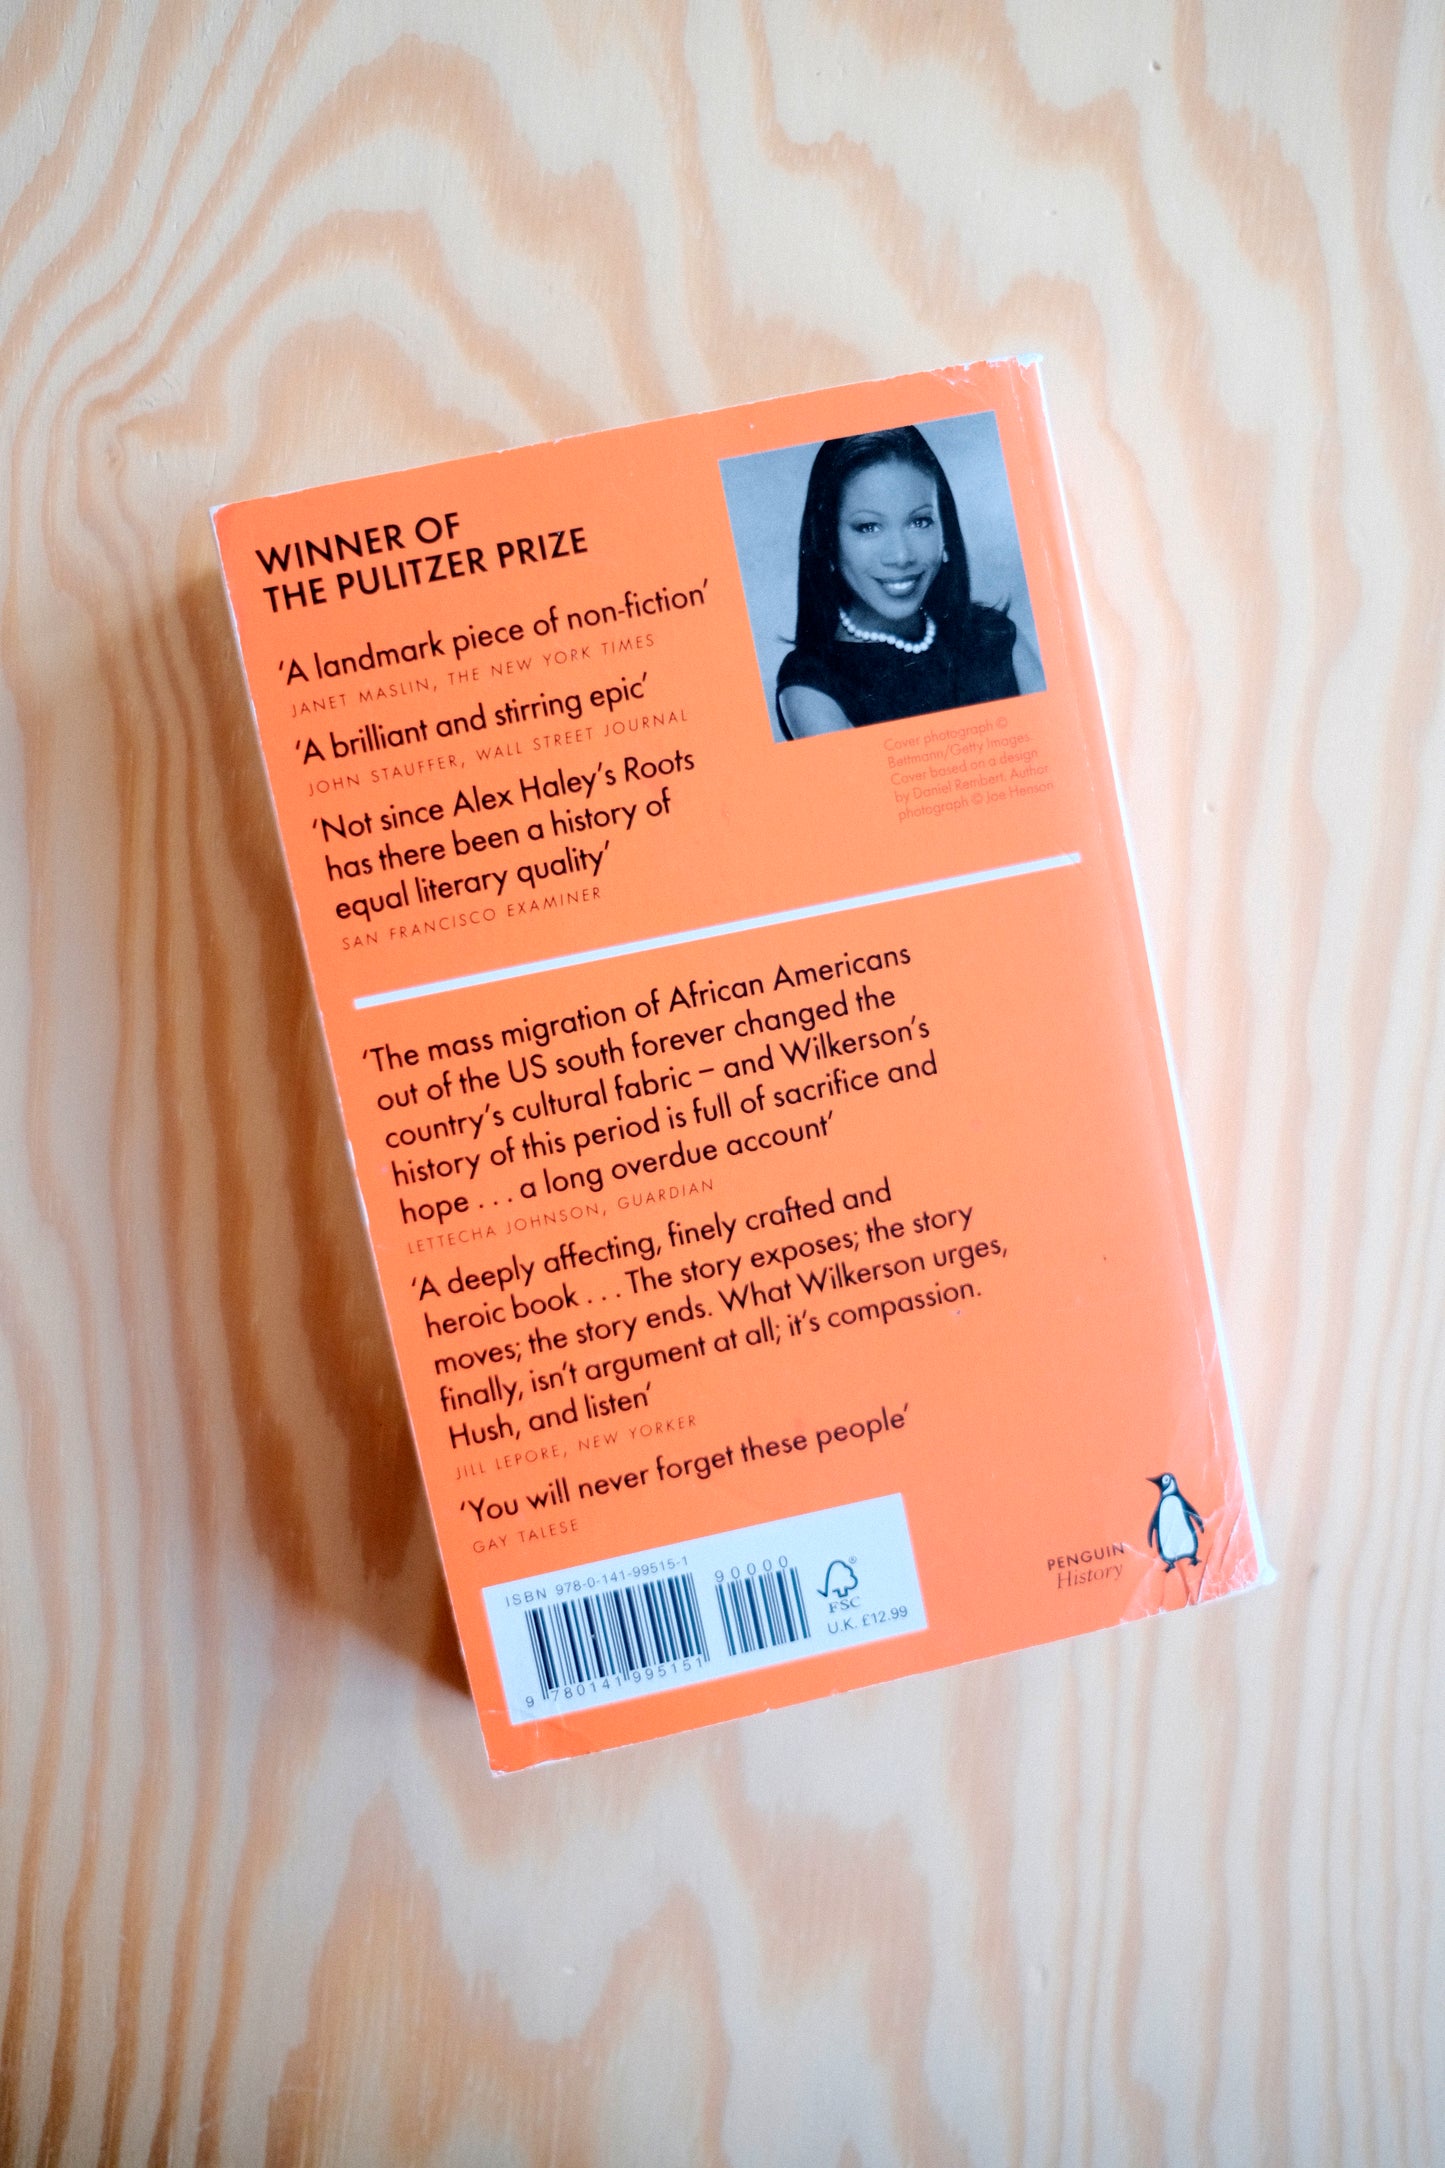 WINNER OF
THE PULITZER PRIZE
‘A landmark piece of non-fiction’
JANET MASLIN, THE NEW YORK TIMES
‘A brilliant and stirring epic’
JOHN STAUFFER, WALL STREET JOURNAL
‘Not since Alex Haley’s Roots
has there been a history of
equal literary quality’
SAN FRANCISCO EXAMINER
Cover photograph ©
Bettmann/Getty Images.
Cover based on a design
by Daniel Rembert. Author
photograph © Joe Henson
‘The mass migration of African Americans
out of the US south forever changed the
country’s cultural fabric – and Wilkerson’s
history of this period is full of sacrifice and
hope . . . a long overdue account’
LETTECHA JOHNSON, GUARDIAN
‘A deeply affecting, finely crafted and
heroic book . . . The story exposes; the story
moves; the story ends. What Wilkerson urges,
finally, isn’t argument at all; it’s compassion.
Hush, and listen’
JILL LEPORE, NEW YORKER
‘You will never forget these people’
GAY TALESE
ISBN 978-0-141-99515-1
90000
9 780141 995151
FSC
®
U.K. £12.99
PENGUIN
History